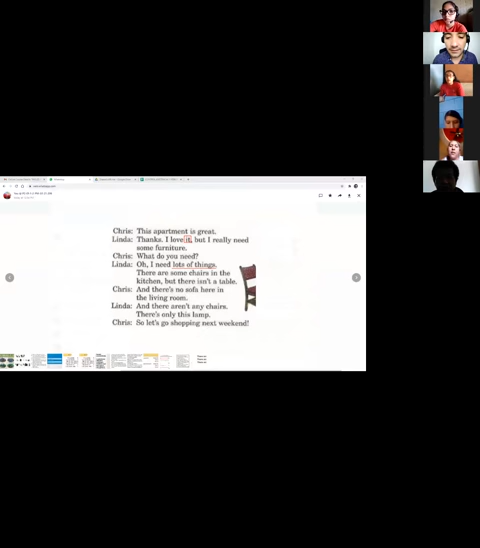 Chris: This apartment is great.
Linda: Thanks. I love it, but I really need
some furniture.
Chris: What do you need?
Linda: Oh, I need lots of things.
There are some chairs in the
kitchen, but there isn't a table.
Chris: And there's no sofa here in
the living room.
Linda: And there aren't any chairs.
There's only this lamp.
Chris: So let's go shopping next weekend!